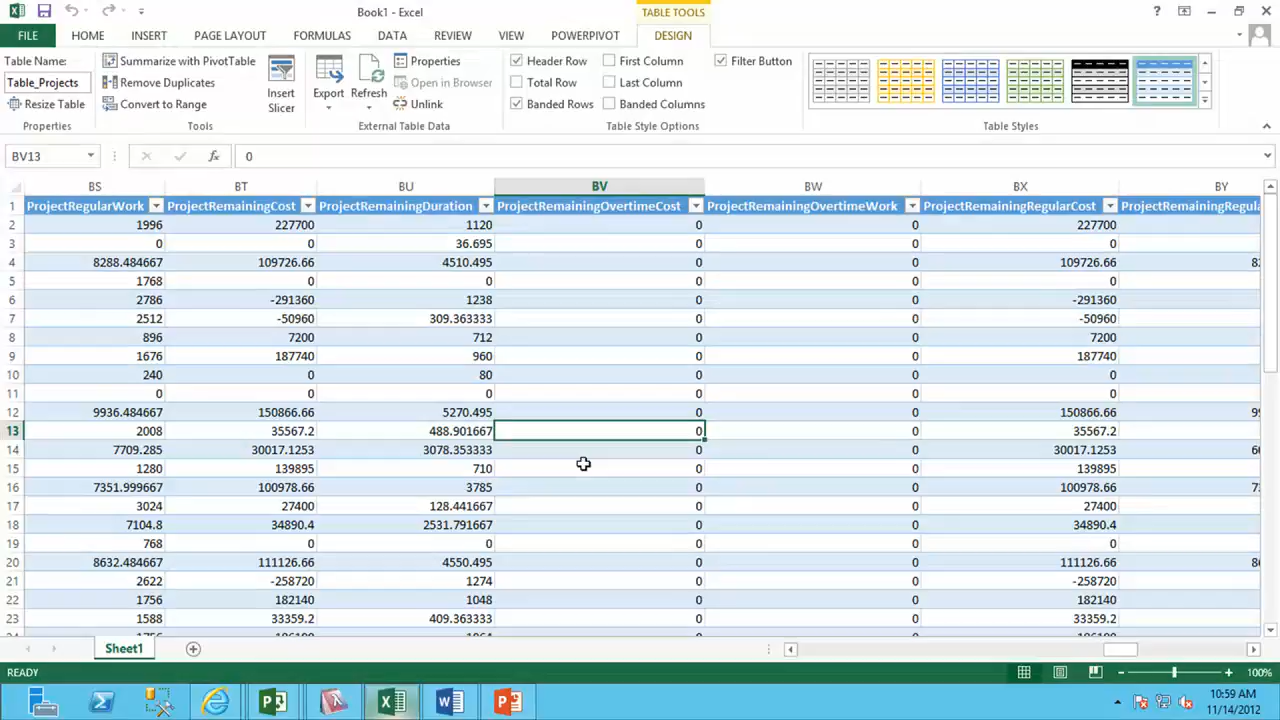 Book1 - Excel
TABLE TOOLS
?
FILE HOME INSERT PAGE LAYOUT FORMULAS DATA REVIEW VIEW POWERPIVOT DESIGN
Table Name:
Table_Projects
Resize Table
Properties
Summarize with PivotTable
Remove Duplicates
Convert to Range
Insert Slicer
Tools
Export
Refresh
Properties
Open in Browser
Unlink
External Table Data
Header Row
Total Row
Banded Rows
First Column
Last Column
Banded Columns
Filter Button
Table Style Options
Table Styles
BV13 fx 0
BS BT BU BV BW BX BY
1 ProjectRegularWork ProjectRemainingCost ProjectRemainingDuration ProjectRemainingOvertimeCost ProjectRemainingOvertimeWork ProjectRemainingRegularCost ProjectRemainingRegula
2 1996 227700 1120 0 0 227700
3 0 0 36.695 0 0 0
4 8288.484667 109726.66 4510.495 0 0 109726.66 82
5 1768 0 0 0 0 0
6 2786 -291360 1238 0 0 -291360
7 2512 -50960 309.363333 0 0 -50960
8 896 7200 712 0 0 7200
9 1676 187740 960 0 0 187740
10 240 0 80 0 0 0
11 0 0 0 0 0 0
12 9936.484667 150866.66 5270.495 0 0 150866.66 99
13 2008 35567.2 488.901667 0 0 35567.2
14 7709.285 30017.1253 3078.353333 0 0 30017.1253 66
15 1280 139895 710 0 0 139895
16 7351.999667 100978.66 3785 0 0 100978.66 73
17 3024 27400 128.441667 0 0 27400
18 7104.8 34890.4 2531.791667 0 0 34890.4
19 768 0 0 0 0 0
20 8632.484667 111126.66 4550.495 0 0 111126.66 86
21 2622 -258720 1274 0 0 -258720
22 1756 182140 1048 0 0 182140
23 1588 33359.2 409.363333 0 0 33359.2
Sheet1
READY
100%
10:59 AM
11/14/2012